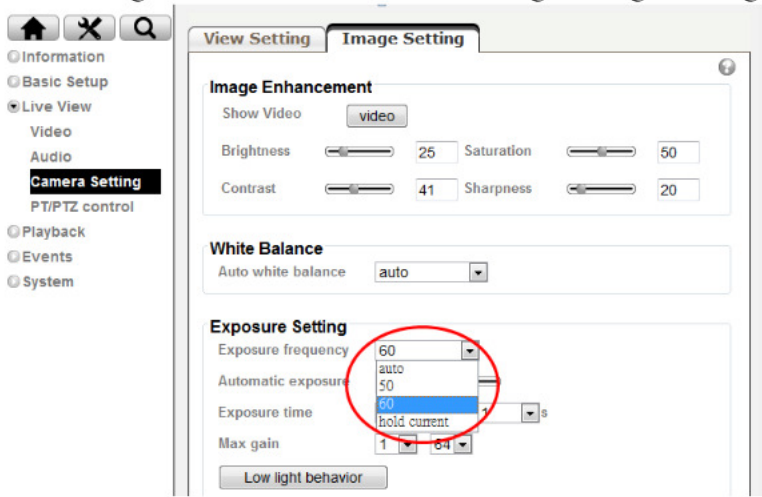 View Setting
Image Setting
Information
Basic Setup
Live View
Video
Audio
Camera Setting
PT/PTZ control
Playback
Events
System
Image Enhancement
Show Video video
Brightness 25 Saturation 50
Contrast 41 Sharpness 20
White Balance
Auto white balance auto
Exposure Setting
Exposure frequency 60
auto
50
60
hold current
Automatic exposure
Exposure time s
Max gain 1 64
Low light behavior